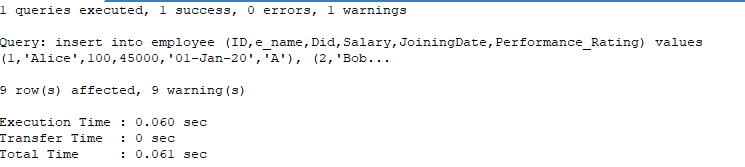 1 queries executed, 1 success, 0 errors, 1 warnings
Query: insert into employee (ID,e_name,Did,Salary,JoiningDate,Performance_Rating) values
(1,'Alice',100,45000,'01-Jan-20','A'), (2,'Bob...
9 row(s) affected, 9 warning(s)
Execution Time : 0.060 sec
Transfer Time  : 0 sec
Total Time     : 0.061 sec